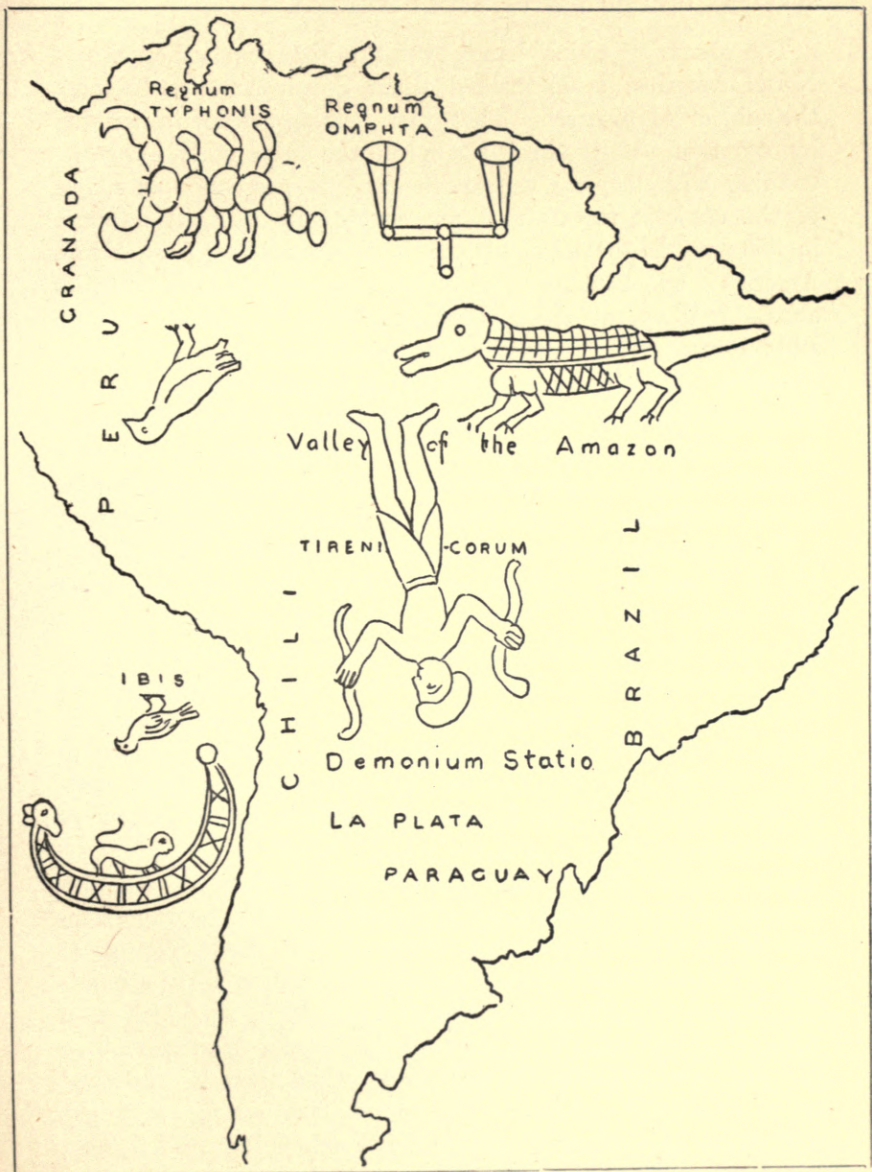 Regnum
TYPHONIS
Regnum
OMPHTA
GRANADA
PERU
Valley of the Amazon
TIRENI -CORUM
BRAZIL
CHILI
IBIS
Demonium Statio
LA PLATA
PARAGUAY